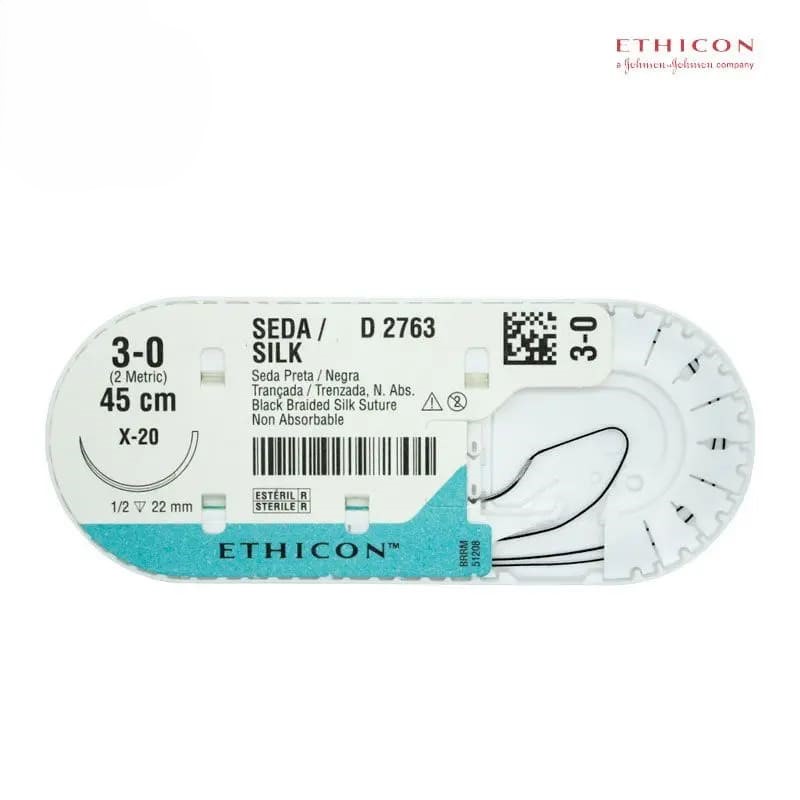 ETHICON
a Johnson & Johnson company
3-0
(2 Metric)
45 cm
X-20
1/2 22 mm
SEDA / D 2763
SILK
Seda Preta / Negra
Trançada / Trenzada, N. Abs.
Black Braided Silk Suture
Non Absorbable
ESTÉRIL R
STERILE R
ETHICON™
BRRM
51208
3-0